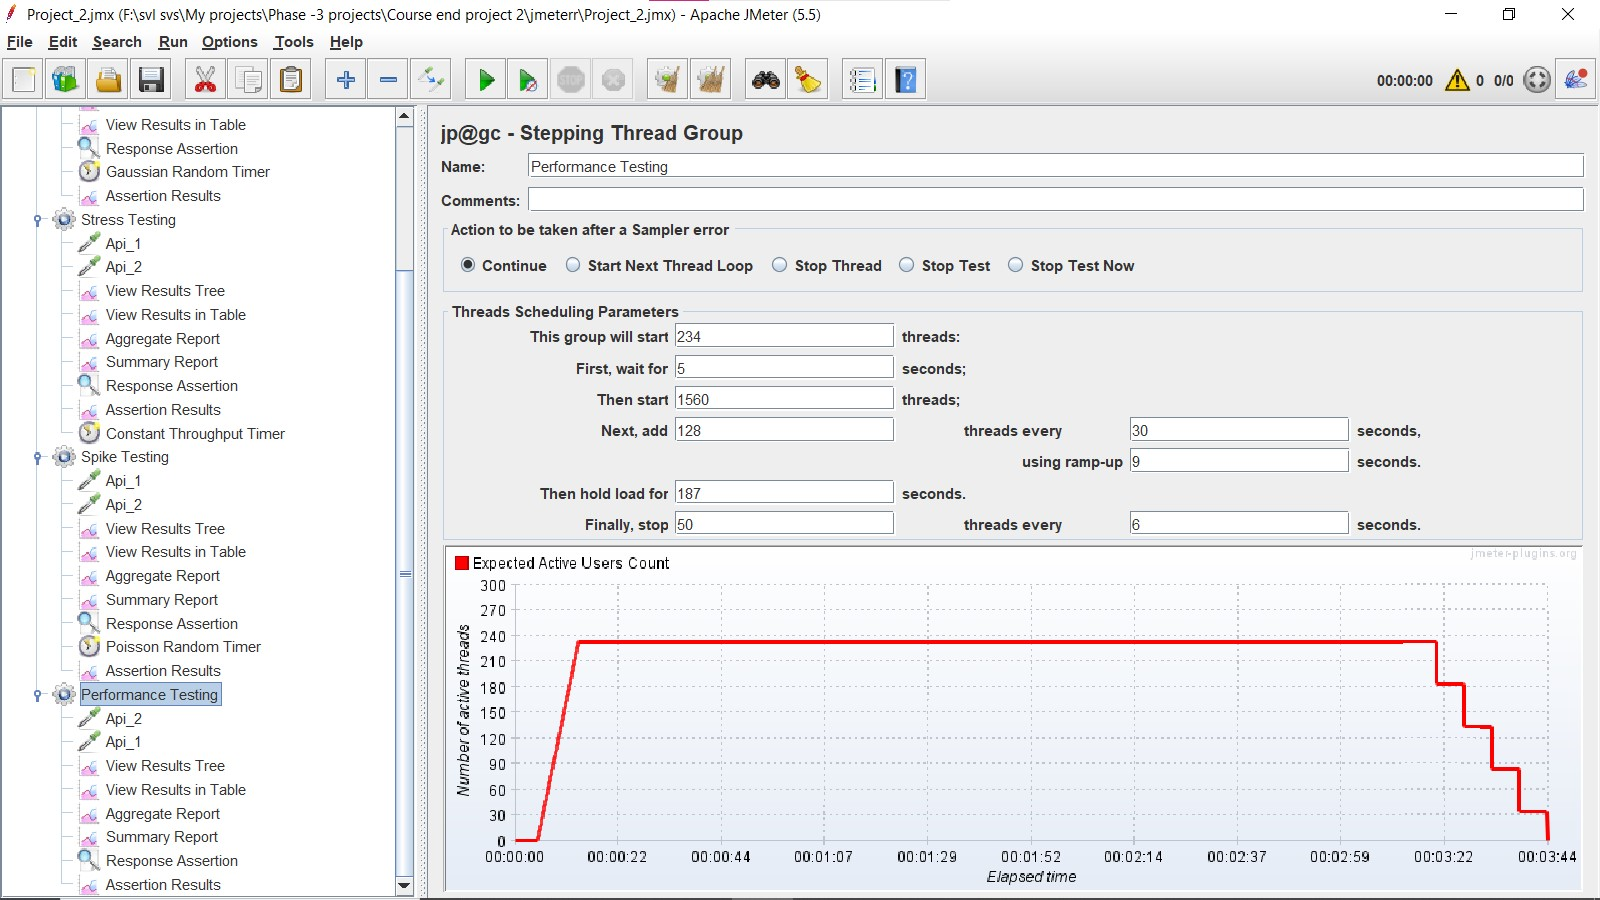 Project_2.jmx (F:\svl svs\My projects\Phase -3 projects\Course end project 2\jmeterr\Project_2.jmx) - Apache JMeter (5.5)
File Edit Search Run Options Tools Help
STOP
00:00:00 0 0/0
View Results in Table
Response Assertion
Gaussian Random Timer
Assertion Results
Stress Testing
Api_1
Api_2
View Results Tree
View Results in Table
Aggregate Report
Summary Report
Response Assertion
Assertion Results
Constant Throughput Timer
Spike Testing
Api_1
Api_2
View Results Tree
View Results in Table
Aggregate Report
Summary Report
Response Assertion
Poisson Random Timer
Assertion Results
Performance Testing
Api_2
Api_1
View Results Tree
View Results in Table
Aggregate Report
Summary Report
Response Assertion
Assertion Results
jp@gc - Stepping Thread Group
Name: Performance Testing
Comments:
Action to be taken after a Sampler error
Continue Start Next Thread Loop Stop Thread Stop Test Stop Test Now
Threads Scheduling Parameters
This group will start 234 threads:
First, wait for 5 seconds;
Then start 1560 threads;
Next, add 128 threads every 30 seconds,
using ramp-up 9 seconds.
Then hold load for 187 seconds.
Finally, stop 50 threads every 6 seconds.
jmeter-plugins.org
Expected Active Users Count
300
270
240
210
180
150
120
90
60
30
0
Number of active threads
00:00:00 00:00:22 00:00:44 00:01:07 00:01:29 00:01:52 00:02:14 00:02:37 00:02:59 00:03:22 00:03:44
Elapsed time